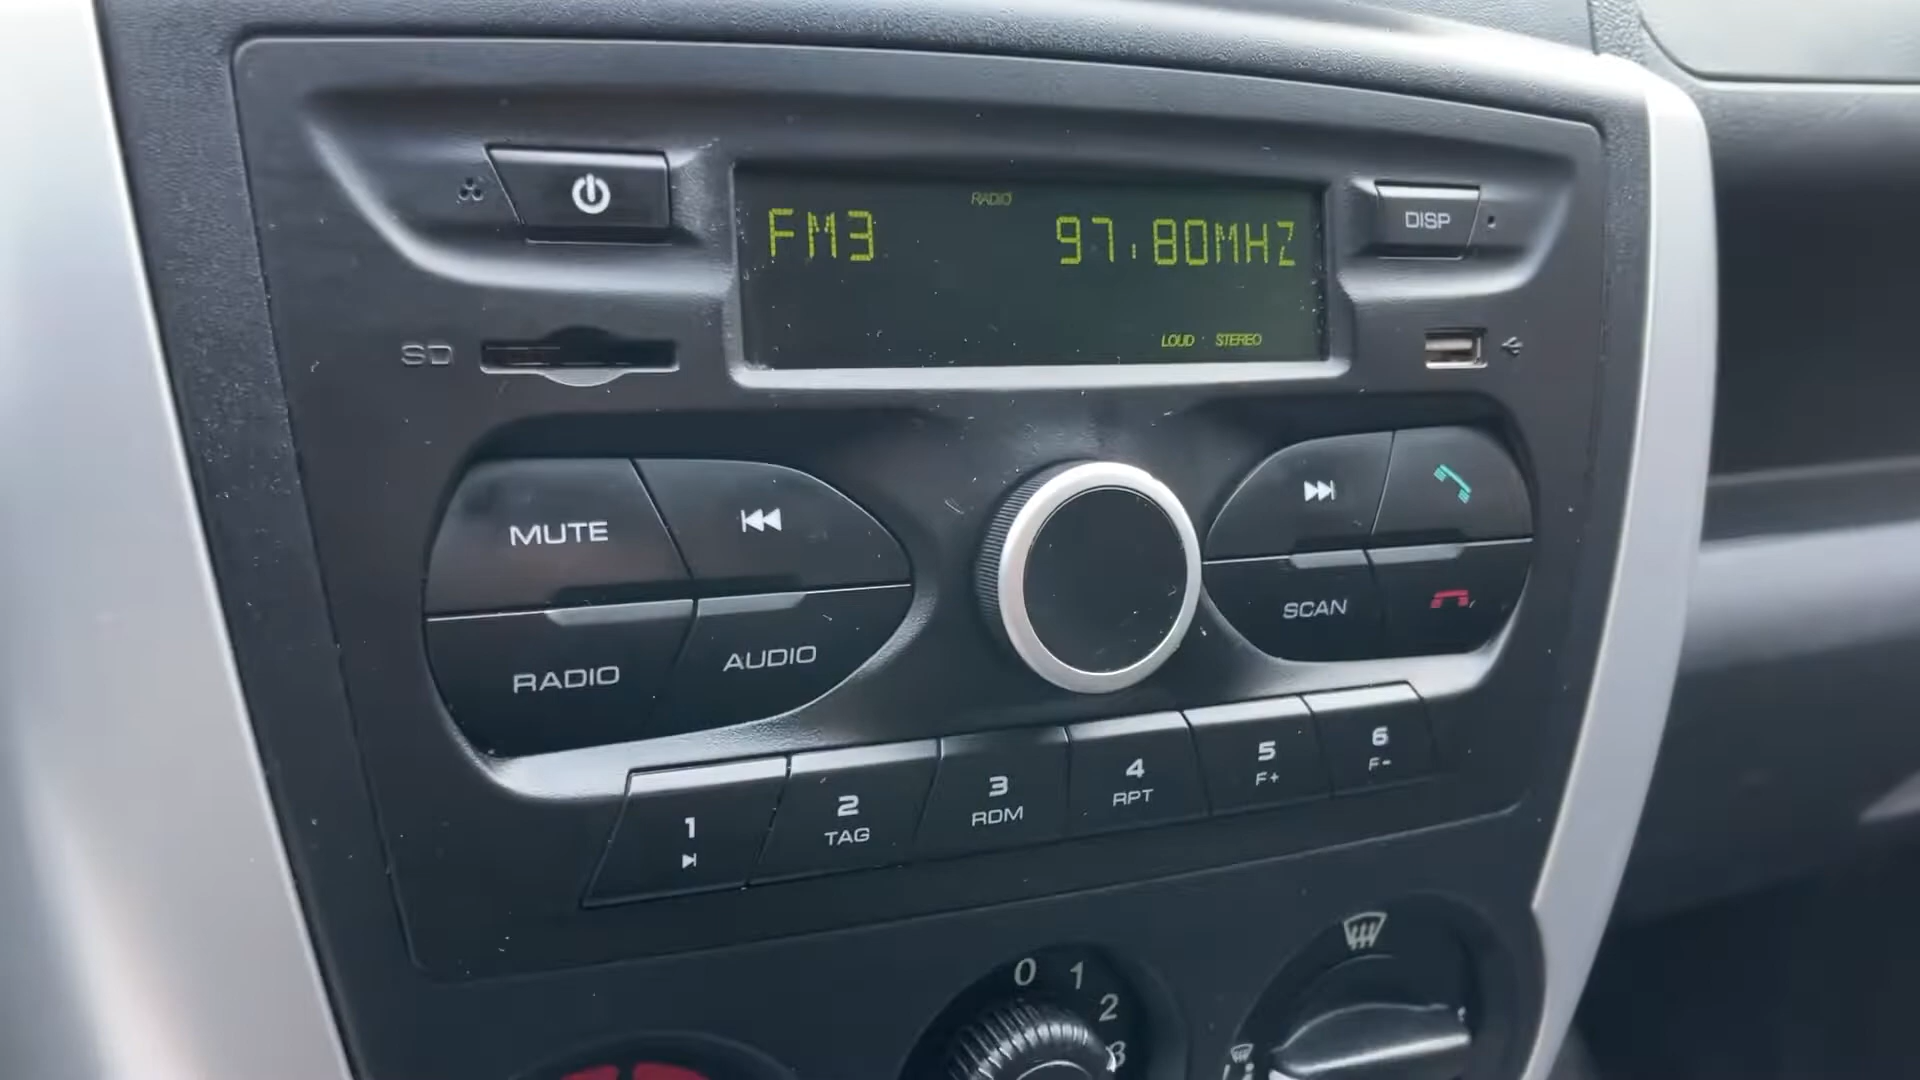 RADIO
FM3 97.80MHZ
DISP
LOUD STEREO
SD
MUTE
RADIO
AUDIO
SCAN
1
2
TAG
3
RDM
4
RPT
5
F+
6
F-
0 1
2
3